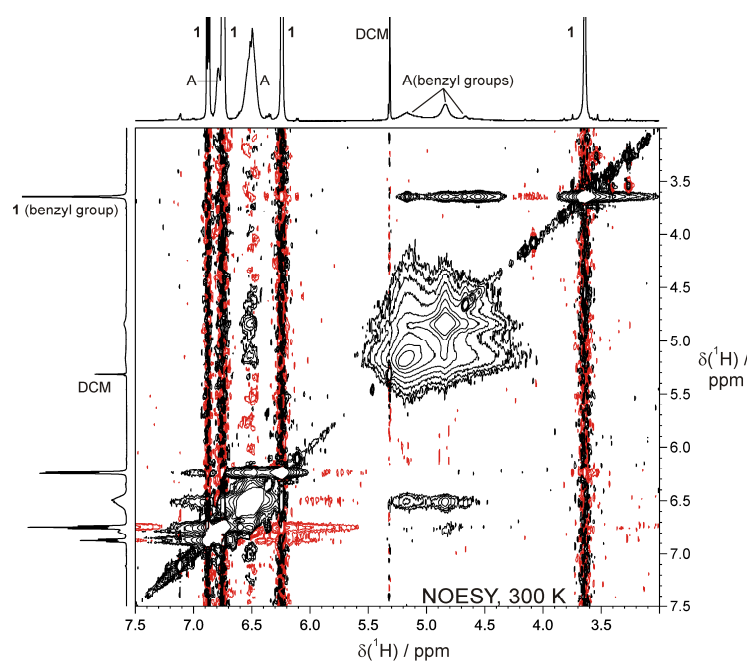 1
1
1
DCM
1
A
A
A(benzyl groups)
1 (benzyl group)
DCM
3.5
4.0
4.5
5.0
5.5
6.0
6.5
7.0
7.5
δ(¹H) /
ppm
NOESY, 300 K
7.5 7.0 6.5 6.0 5.5 5.0 4.5 4.0 3.5
δ(¹H) / ppm